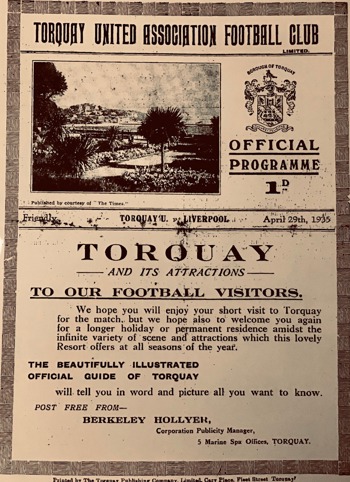 TORQUAY UNITED ASSOCIATION FOOTBALL CLUB
LIMITED.
BOROUGH OF TORQUAY
OFFICIAL
PROGRAMME
1D
Published by courtesy of "The Times."
Friendly TORQUAY U. v LIVERPOOL April 29th, 1935
TORQUAY
AND ITS ATTRACTIONS
TO OUR FOOTBALL VISITORS.
We hope you will enjoy your short visit to Torquay
for the match, but we hope also to welcome you again
for a longer holiday or permanent residence amidst the
infinite variety of scene and attractions which this lovely
Resort offers at all seasons of the year.
THE BEAUTIFULLY ILLUSTRATED
OFFICIAL GUIDE OF TORQUAY
will tell you in word and picture all you want to know.
POST FREE FROM—
BERKELEY HOLLYER,
Corporation Publicity Manager,
5 Marine Spa Offices, TORQUAY.
Printed by The Torquay Publishing Company, Limited, Cary Place, Fleet Street Torquay